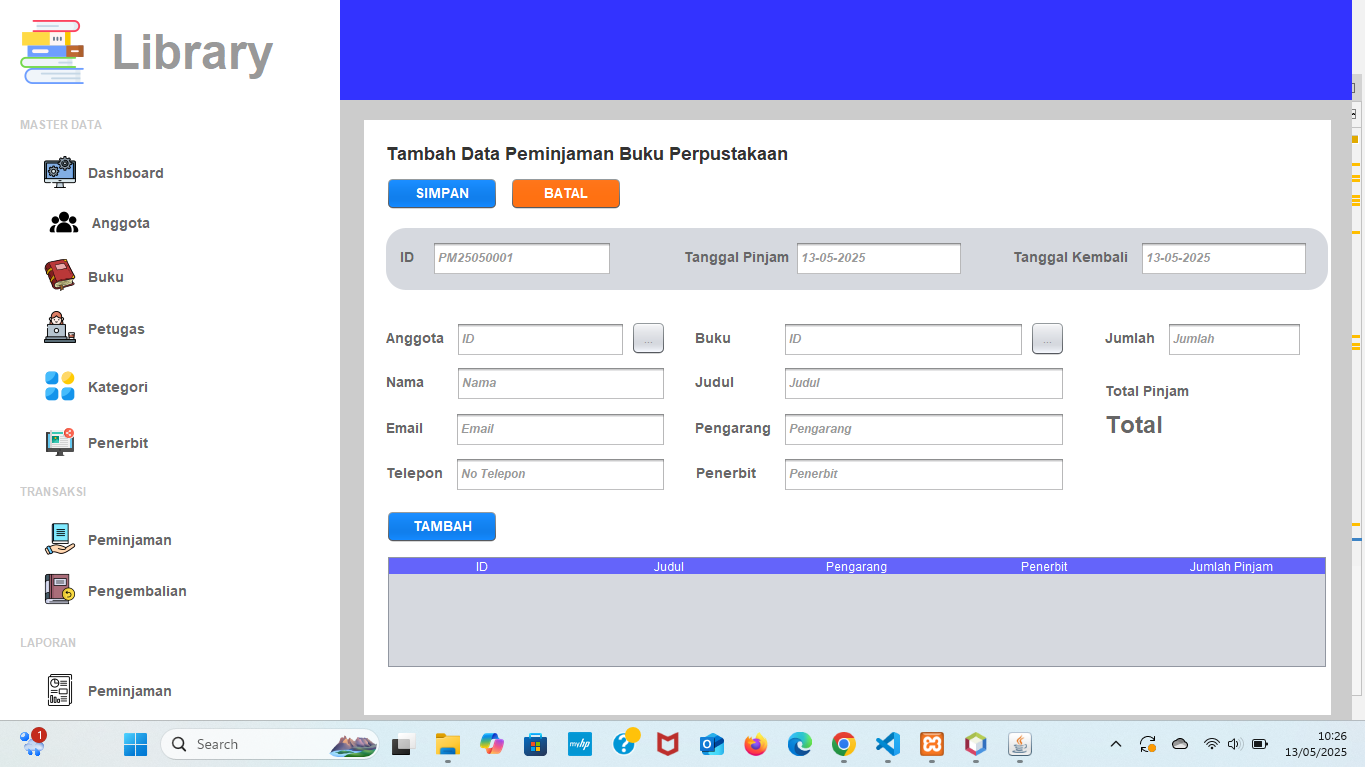 Library
MASTER DATA
Dashboard
Anggota
Buku
Petugas
Kategori
Penerbit
TRANSAKSI
Peminjaman
Pengembalian
LAPORAN
Peminjaman
Tambah Data Peminjaman Buku Perpustakaan
SIMPAN BATAL
ID PM25050001 Tanggal Pinjam 13-05-2025 Tanggal Kembali 13-05-2025
Anggota ID ... Buku ID ... Jumlah Jumlah
Nama Nama Judul Judul
Total Pinjam
Email Email Pengarang Pengarang Total
Telepon No Telepon Penerbit Penerbit
TAMBAH
ID Judul Pengarang Penerbit Jumlah Pinjam
1
Search
myhp
10:26
13/05/2025